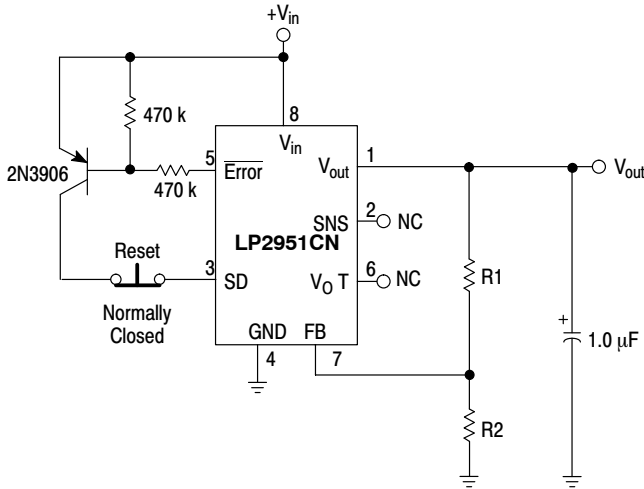 +Vin
470 k
8
Vin
5
Error
1
Vout
Vout
2N3906
470 k
2
SNS
NC
LP2951CN
Reset
3
SD
6
VO T
NC
R1
Normally
Closed
GND
FB
4
7
+
1.0 µF
R2